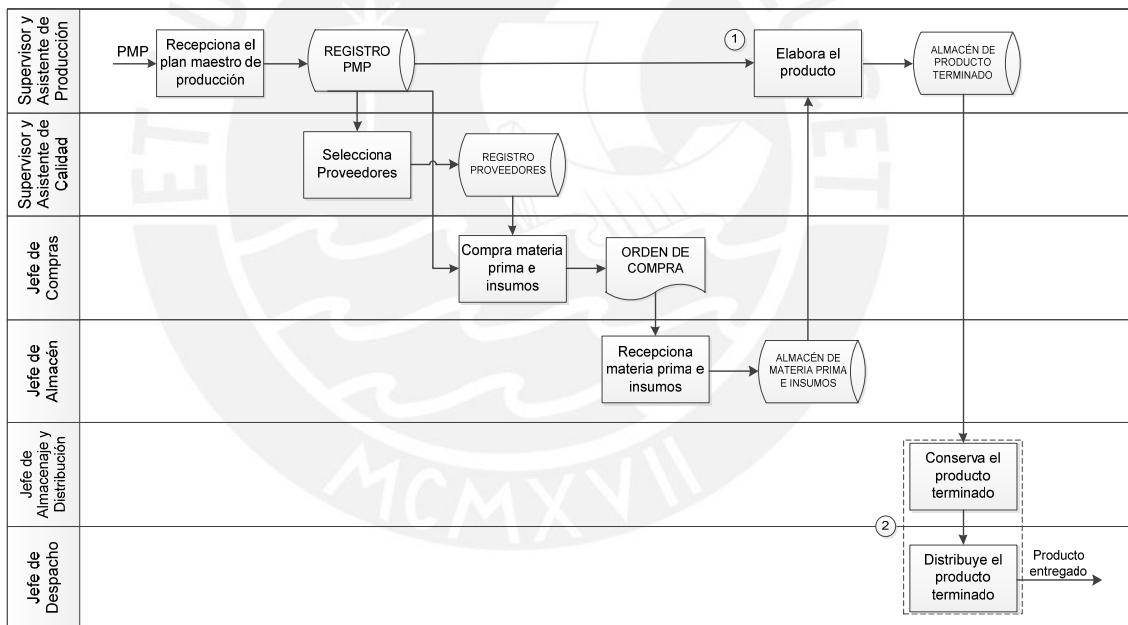 Supervisor y
Asistente de
Producción
PMP
Recepciona el
plan maestro de
producción
REGISTRO
PMP
1
Elabora el
producto
ALMACÉN DE
PRODUCTO
TERMINADO
Supervisor y
Asistente de
Calidad
Selecciona
Proveedores
REGISTRO
PROVEEDORES
Jefe de
Compras
Compra materia
prima e
insumos
ORDEN DE
COMPRA
Jefe de
Almacén
Recepciona
materia prima e
insumos
ALMACÉN DE
MATERIA PRIMA
E INSUMOS
Jefe de
Almacenaje y
Distribución
Conserva el
producto
terminado
2
Jefe de
Despacho
Distribuye el
producto
terminado
Producto
entregado
MCMXVII